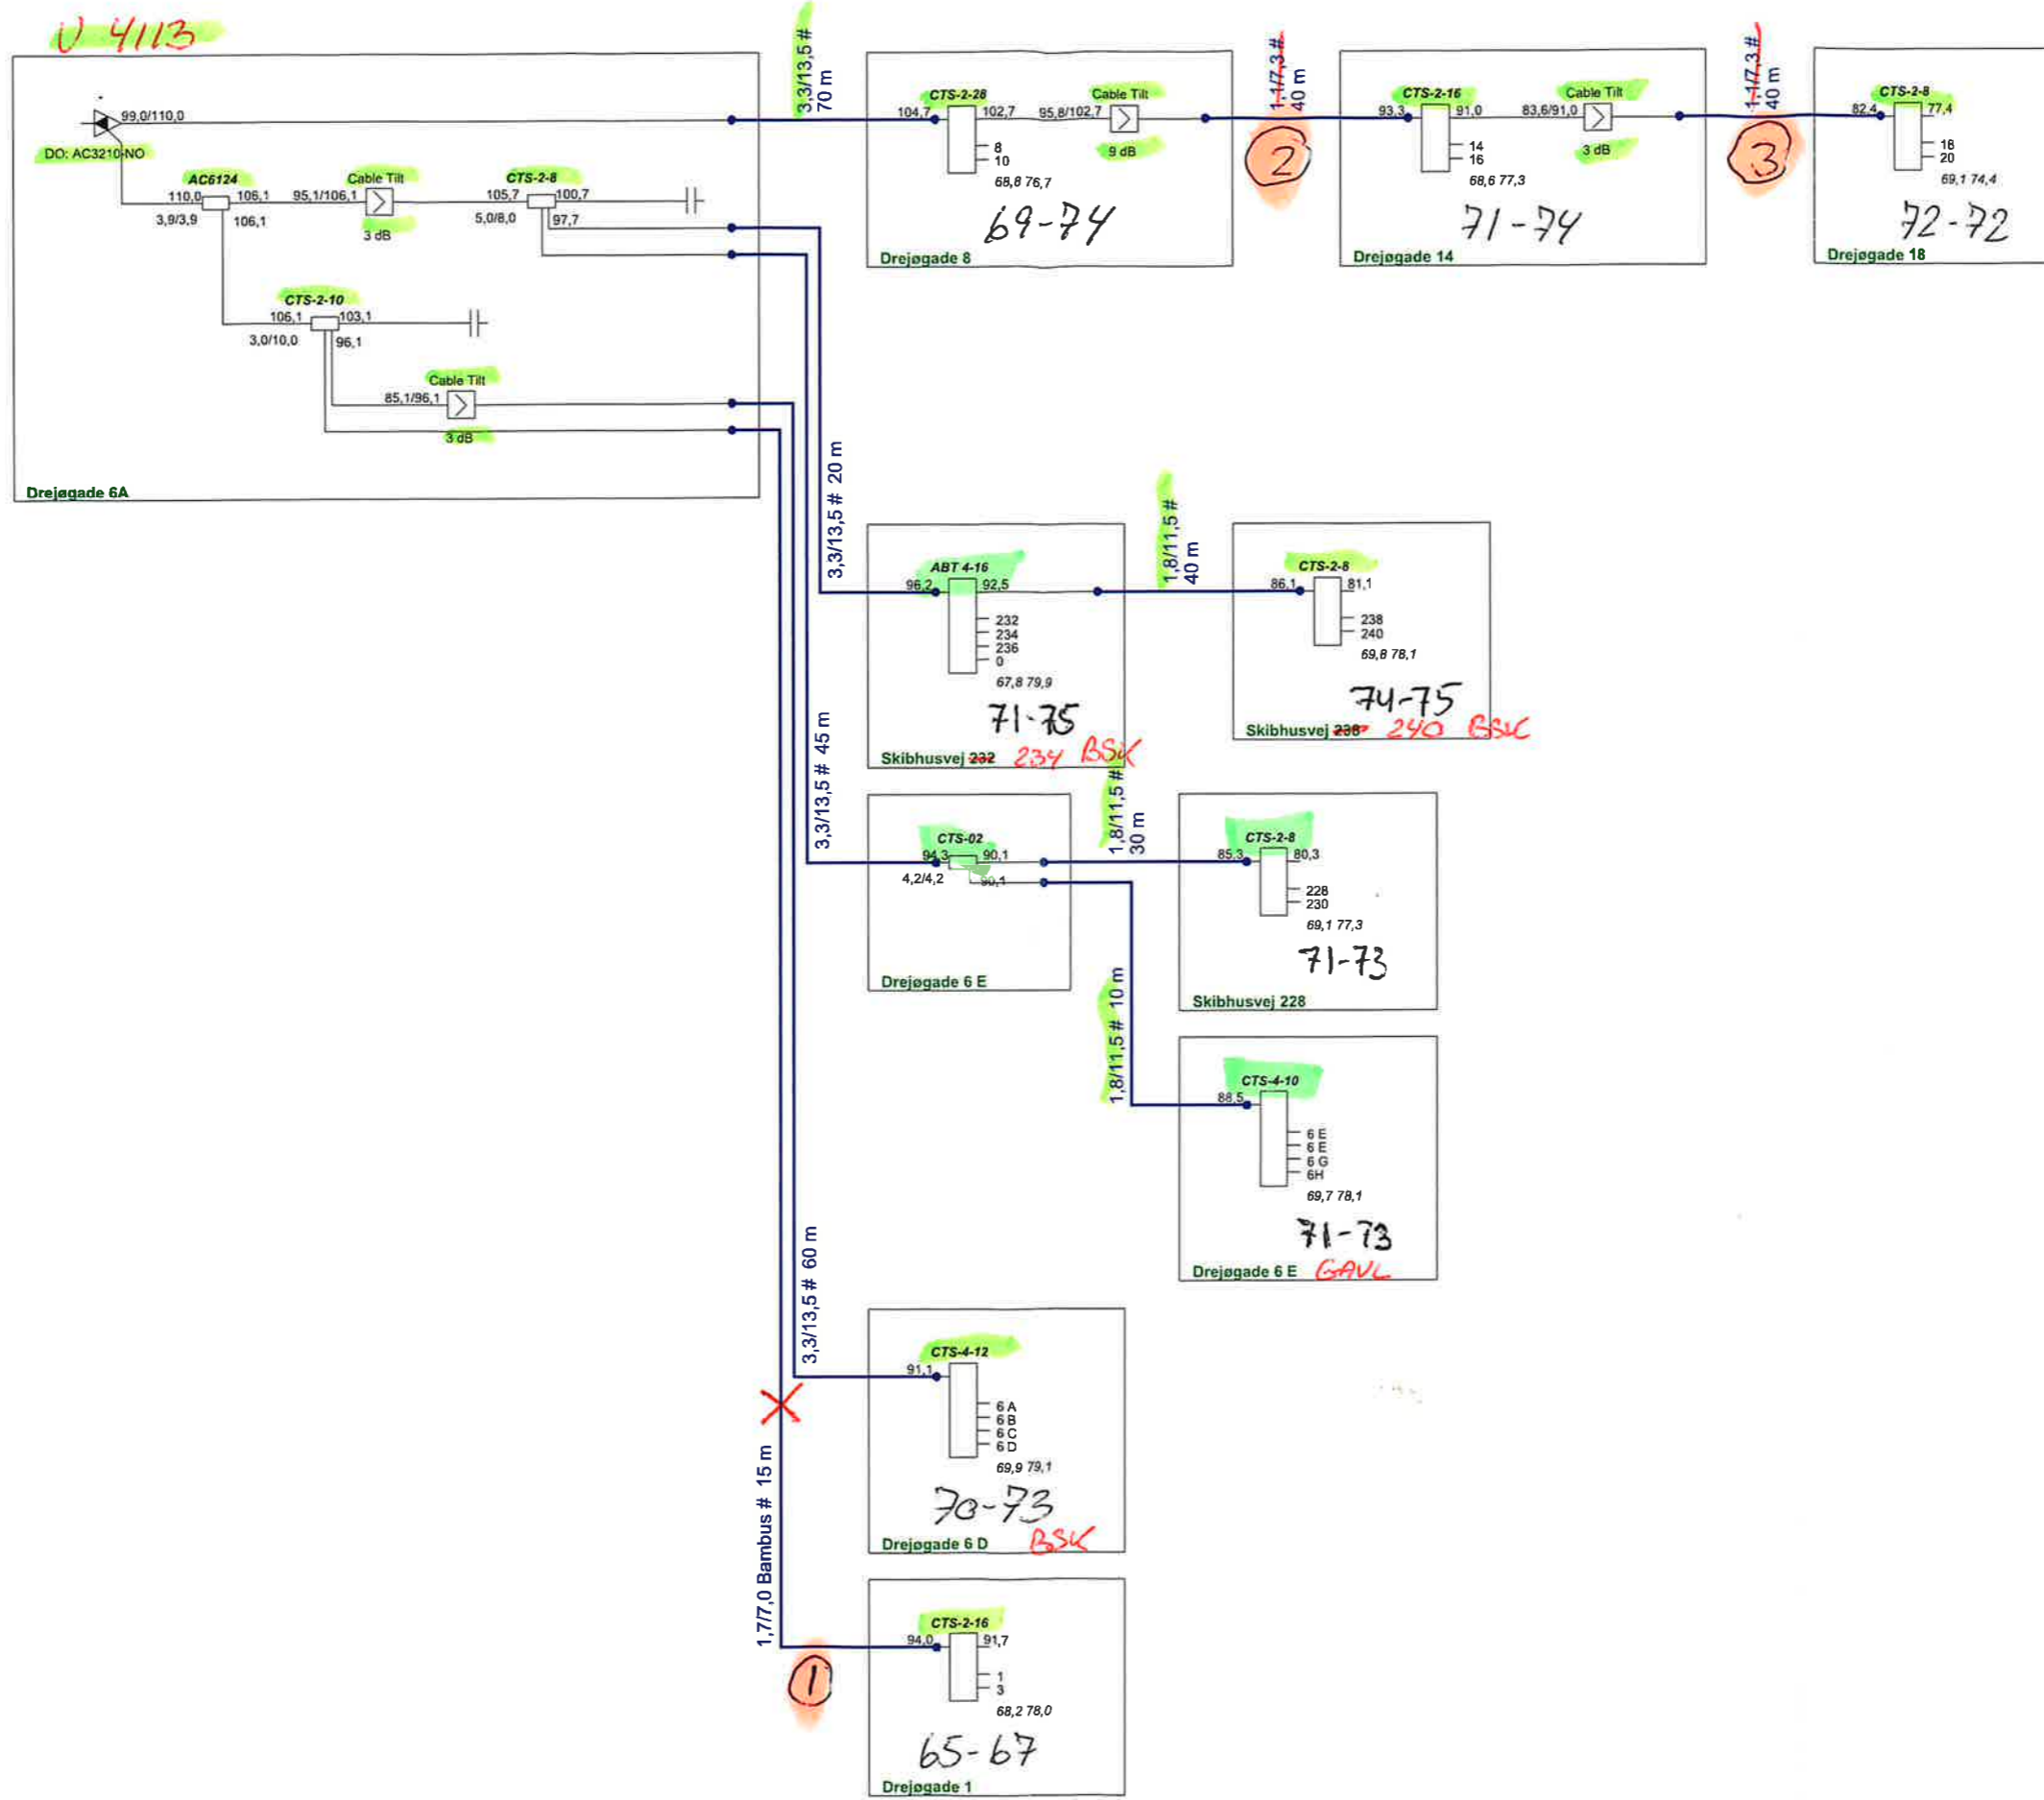 U 4113
99,0/110,0
DO: AC3210-NO
AC6124
110,0
106,1
3,9/3,9
106,1
95,1/106,1
Cable Tilt
3 dB
CTS-2-8
105,7
100,7
5,0/8,0
97,7
CTS-2-10
106,1
103,1
3,0/10,0
96,1
Cable Tilt
85,1/96,1
3 dB
Drejøgade 6A
3,3/13,5 #
70 m
CTS-2-28
104,7
102,7
8
10
68,8 76,7
95,8/102,7
Cable Tilt
9 dB
69-74
Drejøgade 8
1,1/7,3 #
40 m
2
CTS-2-16
93,3
91,0
14
16
68,6 77,3
83,6/91,0
Cable Tilt
3 dB
71-74
Drejøgade 14
1,1/7,3 #
40 m
3
CTS-2-8
82,4
77,4
18
20
69,1 74,4
72-72
Drejøgade 18
3,3/13,5 # 20 m
ABT 4-16
96,2
92,5
232
234
236
0
67,8 79,9
71-75
Skibhusvej 232 234 BSK
1,8/11,5 #
40 m
CTS-2-8
86,1
81,1
238
240
69,8 78,1
74-75
Skibhusvej 238 240 BSK
3,3/13,5 # 45 m
CTS-02
94,3
90,1
4,2/4,2
90,1
Drejøgade 6 E
1,8/11,5 #
30 m
CTS-2-8
85,3
80,3
228
230
69,1 77,3
71-73
Skibhusvej 228
1,8/11,5 # 10 m
CTS-4-10
88,5
6 E
6 E
6 G
6H
69,7 78,1
71-73
Drejøgade 6 E GAVL
3,3/13,5 # 60 m
CTS-4-12
91,1
6 A
6 B
6 C
6 D
69,9 79,1
70-73
Drejøgade 6 D BSK
1,7/7,0 Bambus # 15 m
1
CTS-2-16
94,0
91,7
1
3
68,2 78,0
65-67
Drejøgade 1